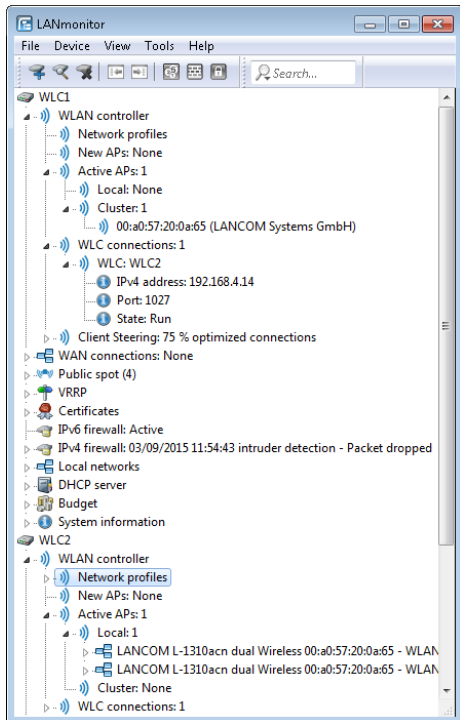 LANmonitor
File Device View Tools Help
Search...
WLC1
WLAN controller
Network profiles
New APs: None
Active APs: 1
Local: None
Cluster: 1
00:a0:57:20:0a:65 (LANCOM Systems GmbH)
WLC connections: 1
WLC: WLC2
IPv4 address: 192.168.4.14
Port: 1027
State: Run
Client Steering: 75 % optimized connections
WAN connections: None
Public spot (4)
VRRP
Certificates
IPv6 firewall: Active
IPv4 firewall: 03/09/2015 11:54:43 intruder detection - Packet dropped
Local networks
DHCP server
Budget
System information
WLC2
WLAN controller
Network profiles
New APs: None
Active APs: 1
Local: 1
LANCOM L-1310acn dual Wireless 00:a0:57:20:0a:65 - WLAN
LANCOM L-1310acn dual Wireless 00:a0:57:20:0a:65 - WLAN
Cluster: None
WLC connections: 1